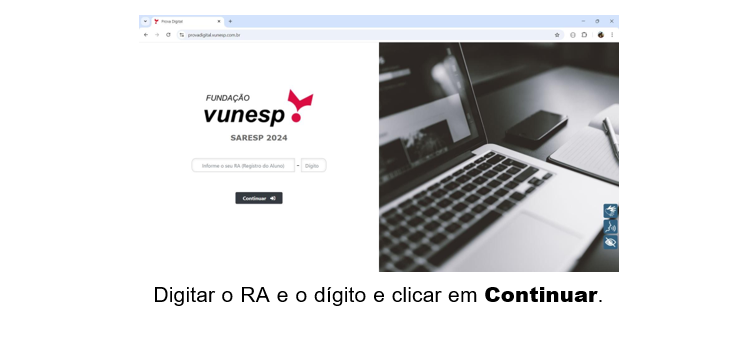 Prova Digital
provadigital.vunesp.com.br
FUNDAÇÃO
vunesp
SARESP 2024
Informe o seu RA (Registro do Aluno) - Dígito
Continuar
Digitar o RA e o dígito e clicar em Continuar.